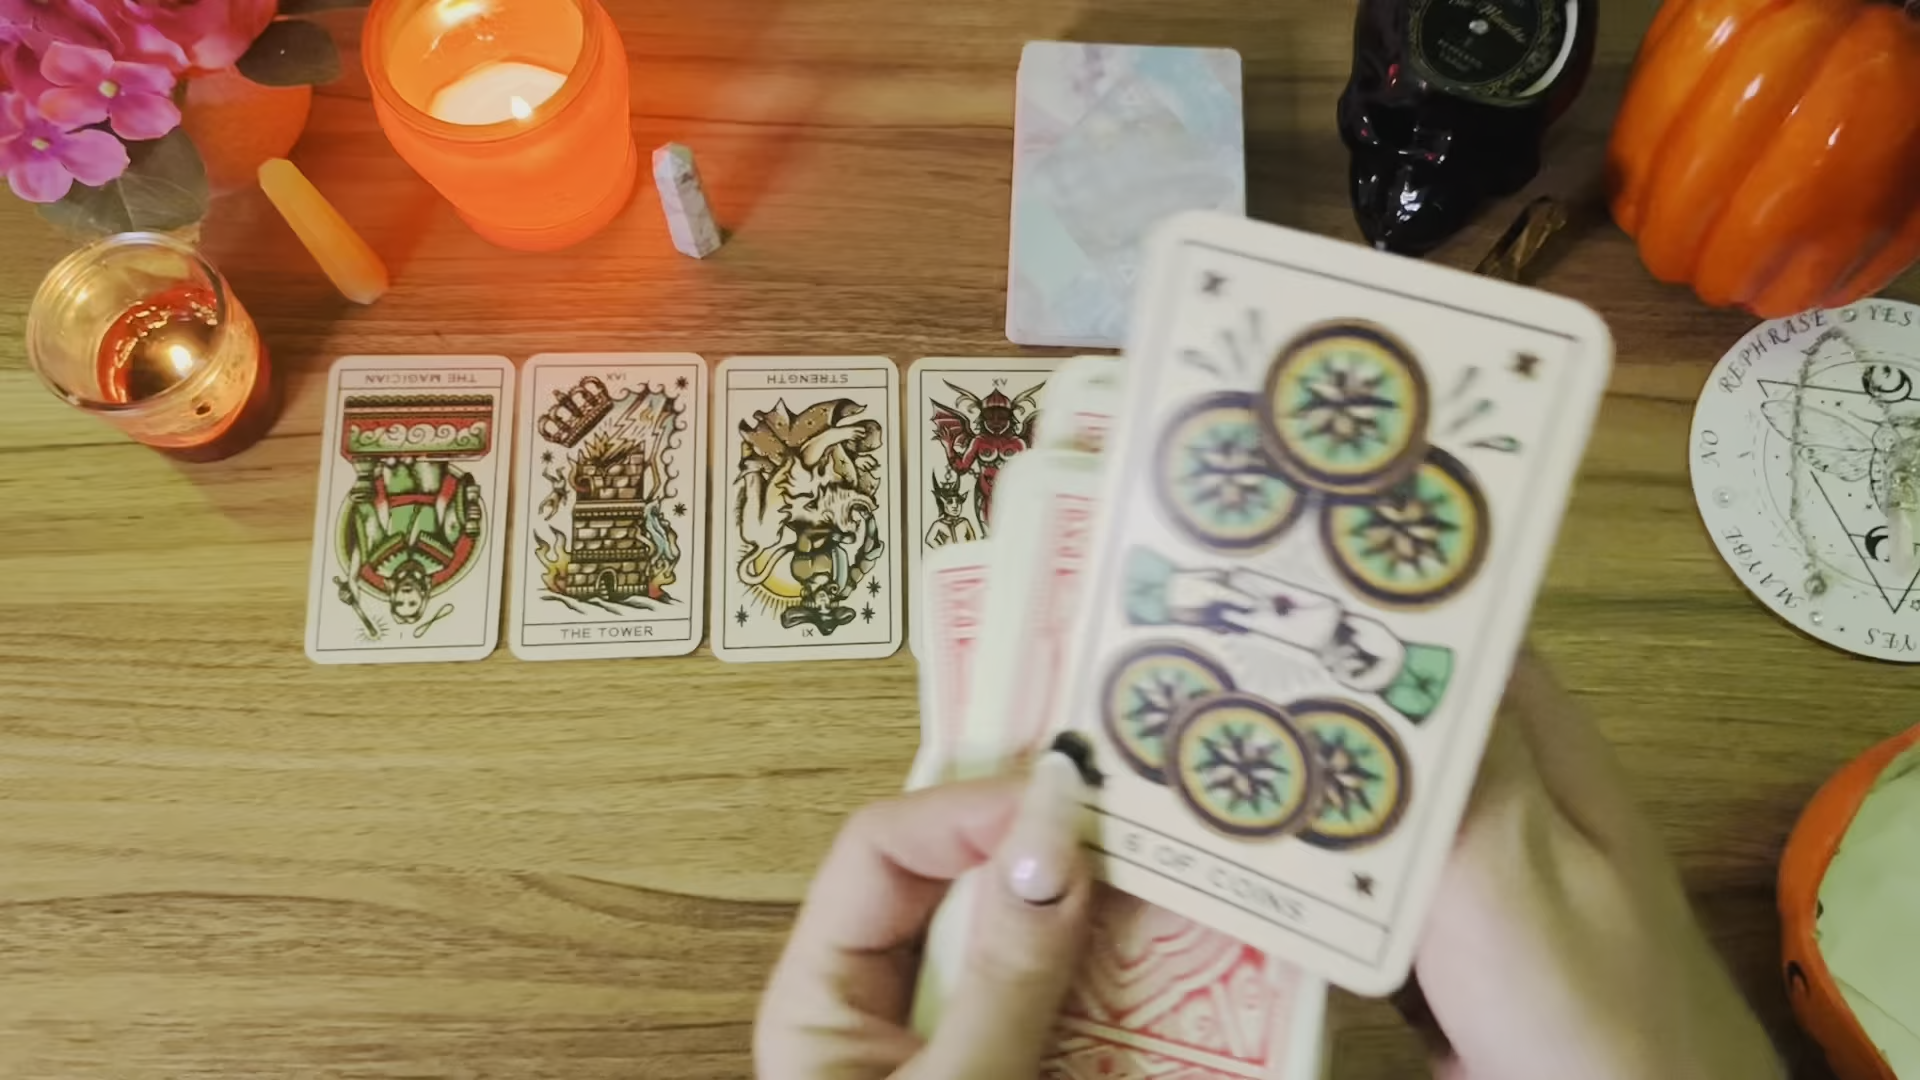 THE MAGICIAN
I
XVI
THE TOWER
STRENGTH
XI
XV
6 OF COINS
REPHRASE
YES
NO
MAYBE
YES